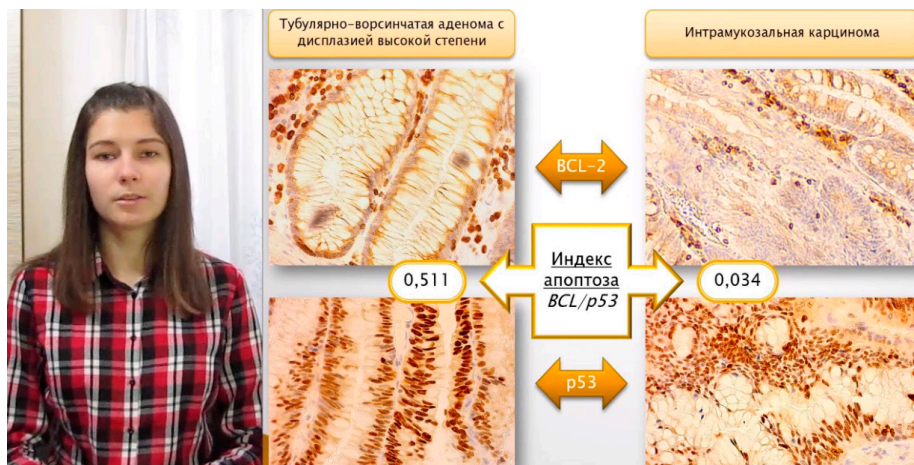 Тубулярно-ворсинчатая аденома с
дисплазией высокой степени
Интрамукозальная карцинома
BCL-2
Индекс
апоптоза
BCL/p53
0,511
0,034
p53